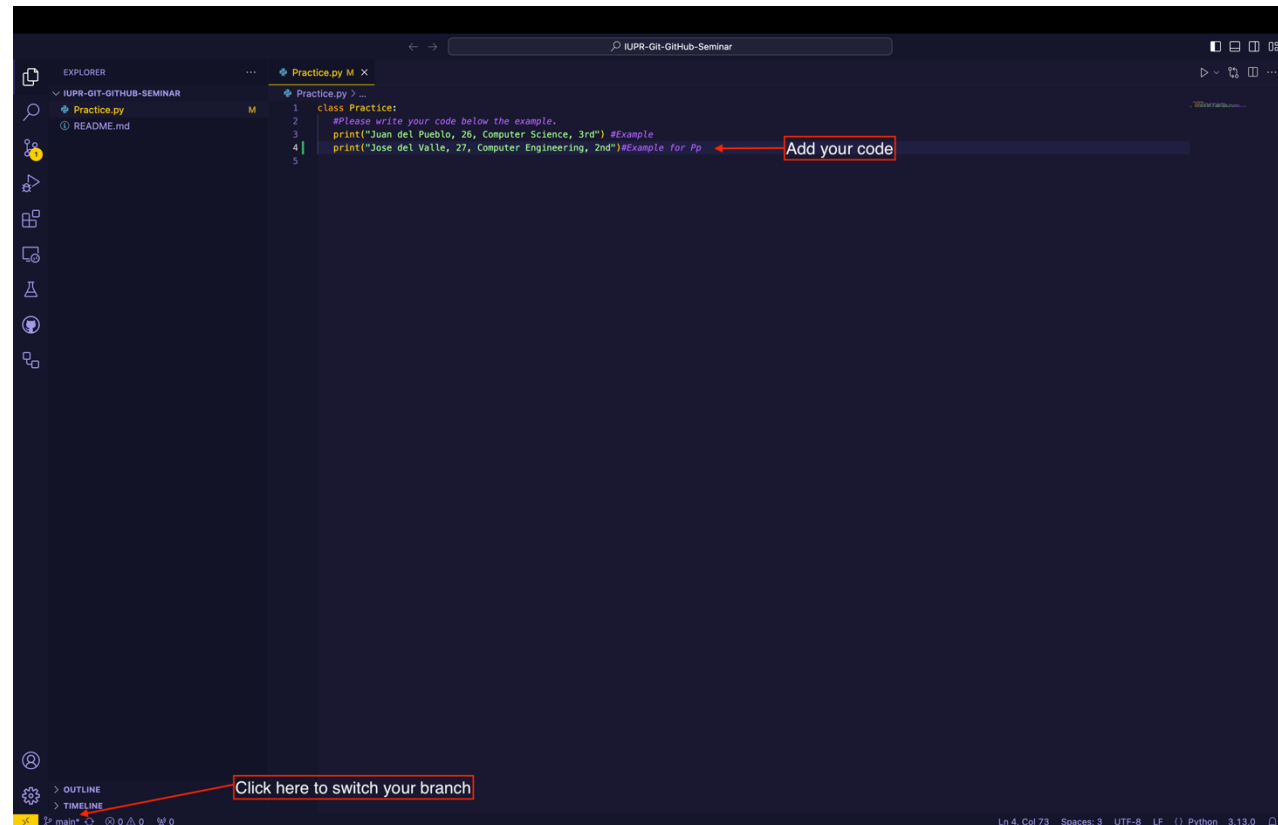 IUPR-Git-GitHub-Seminar
EXPLORER
Practice.py M
IUPR-GIT-GITHUB-SEMINAR
Practice.py > ...
Practice.py M
README.md
1 class Practice:
2 #Please write your code below the example.
3 print("Juan del Pueblo, 26, Computer Science, 3rd") #Example
4 print("Jose del Valle, 27, Computer Engineering, 2nd")#Example for Pp
Add your code
5
1
Click here to switch your branch
OUTLINE
TIMELINE
main* 0 0 0 Ln 4, Col 73 Spaces: 3 UTF-8 LF {} Python 3.13.0